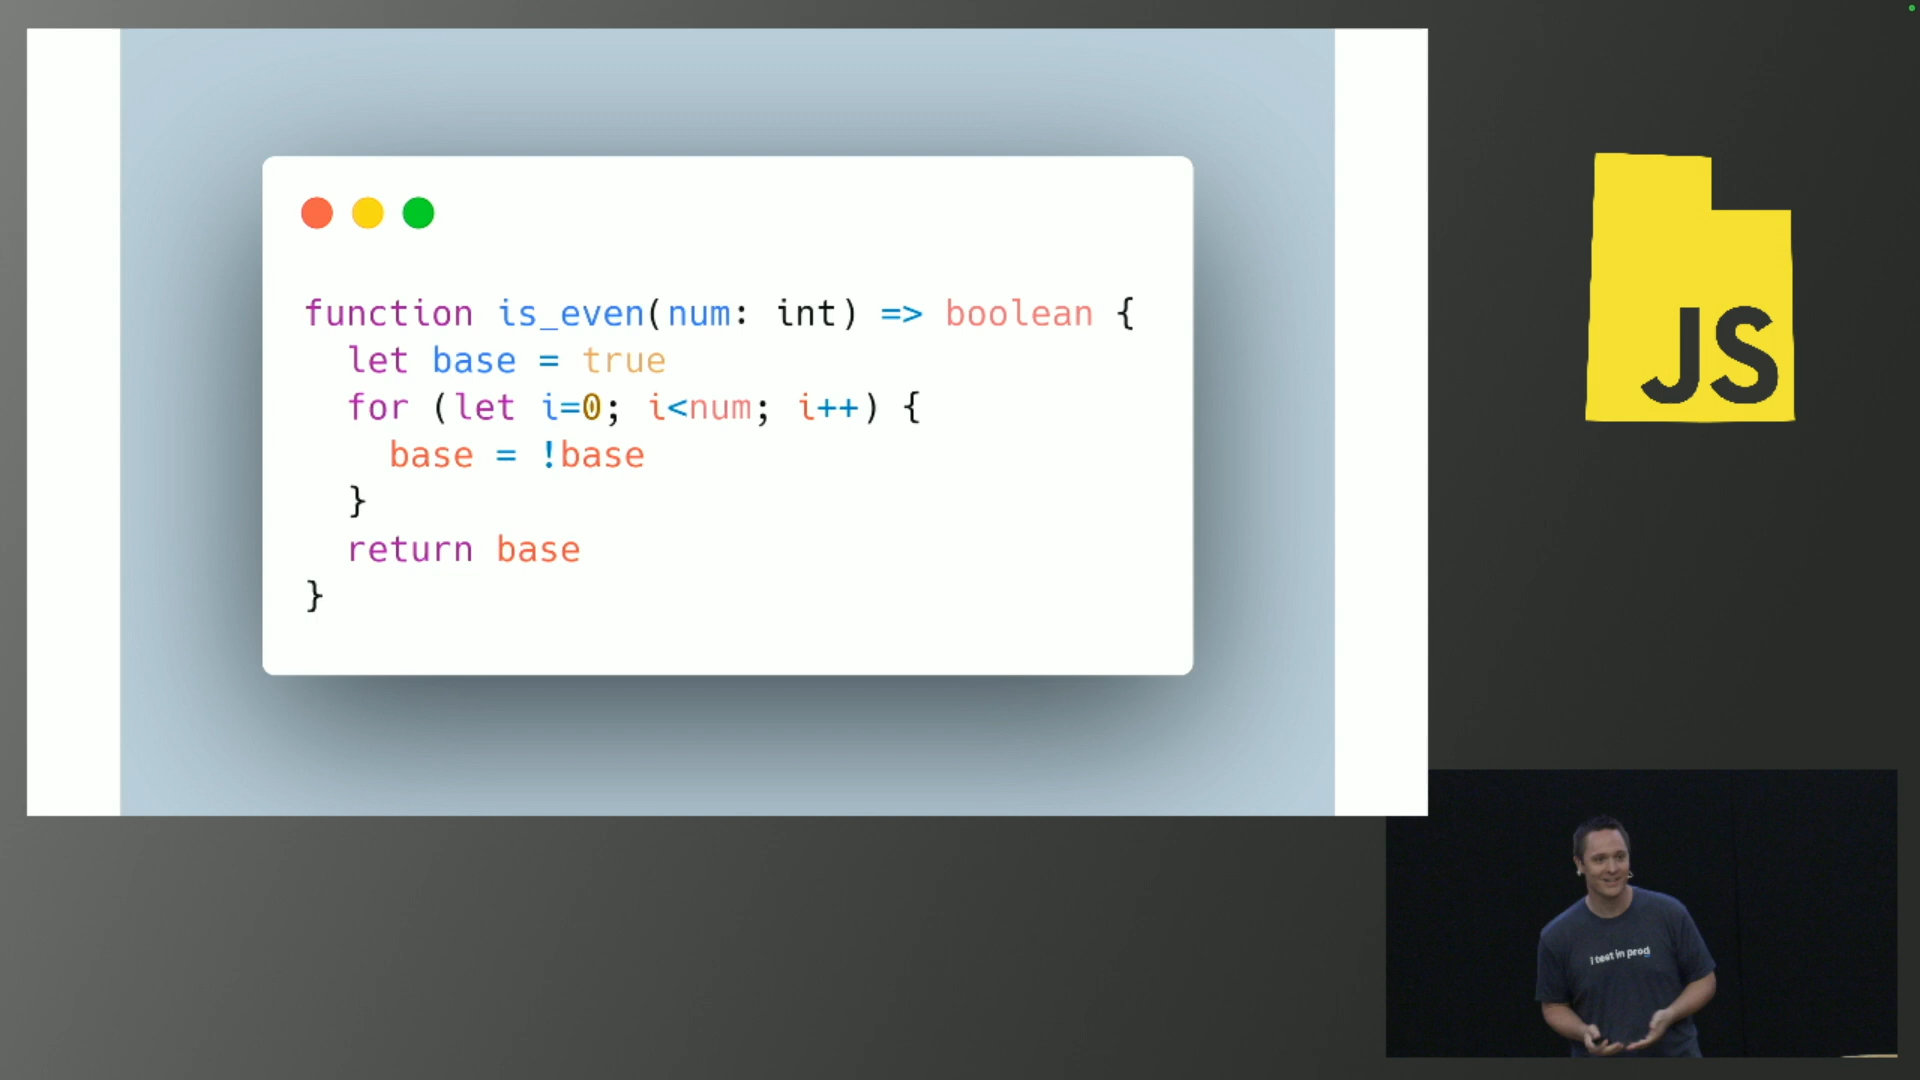 function is_even(num: int) => boolean {
  let base = true
  for (let i=0; i<num; i++) {
    base = !base
  }
  return base
}
JS
I test in prod